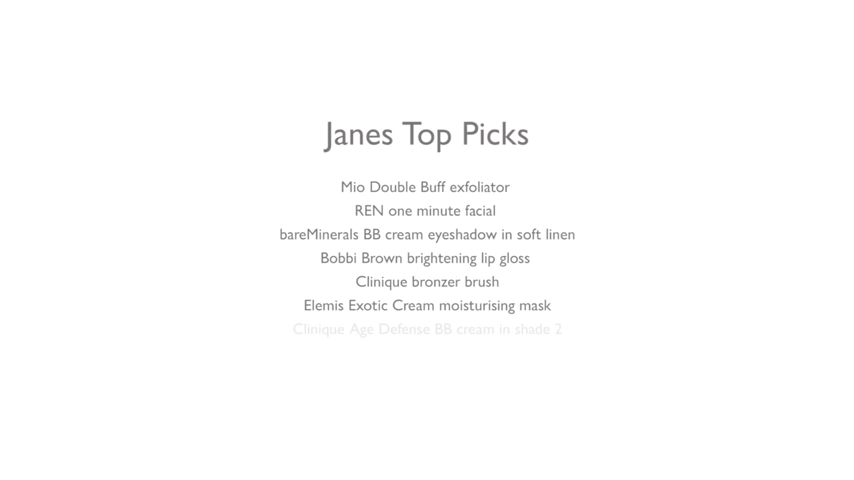 Janes Top Picks
Mio Double Buff exfoliator
REN one minute facial
bareMinerals BB cream eyeshadow in soft linen
Bobbi Brown brightening lip gloss
Clinique bronzer brush
Elemis Exotic Cream moisturising mask
Clinique Age Defense BB cream in shade 2